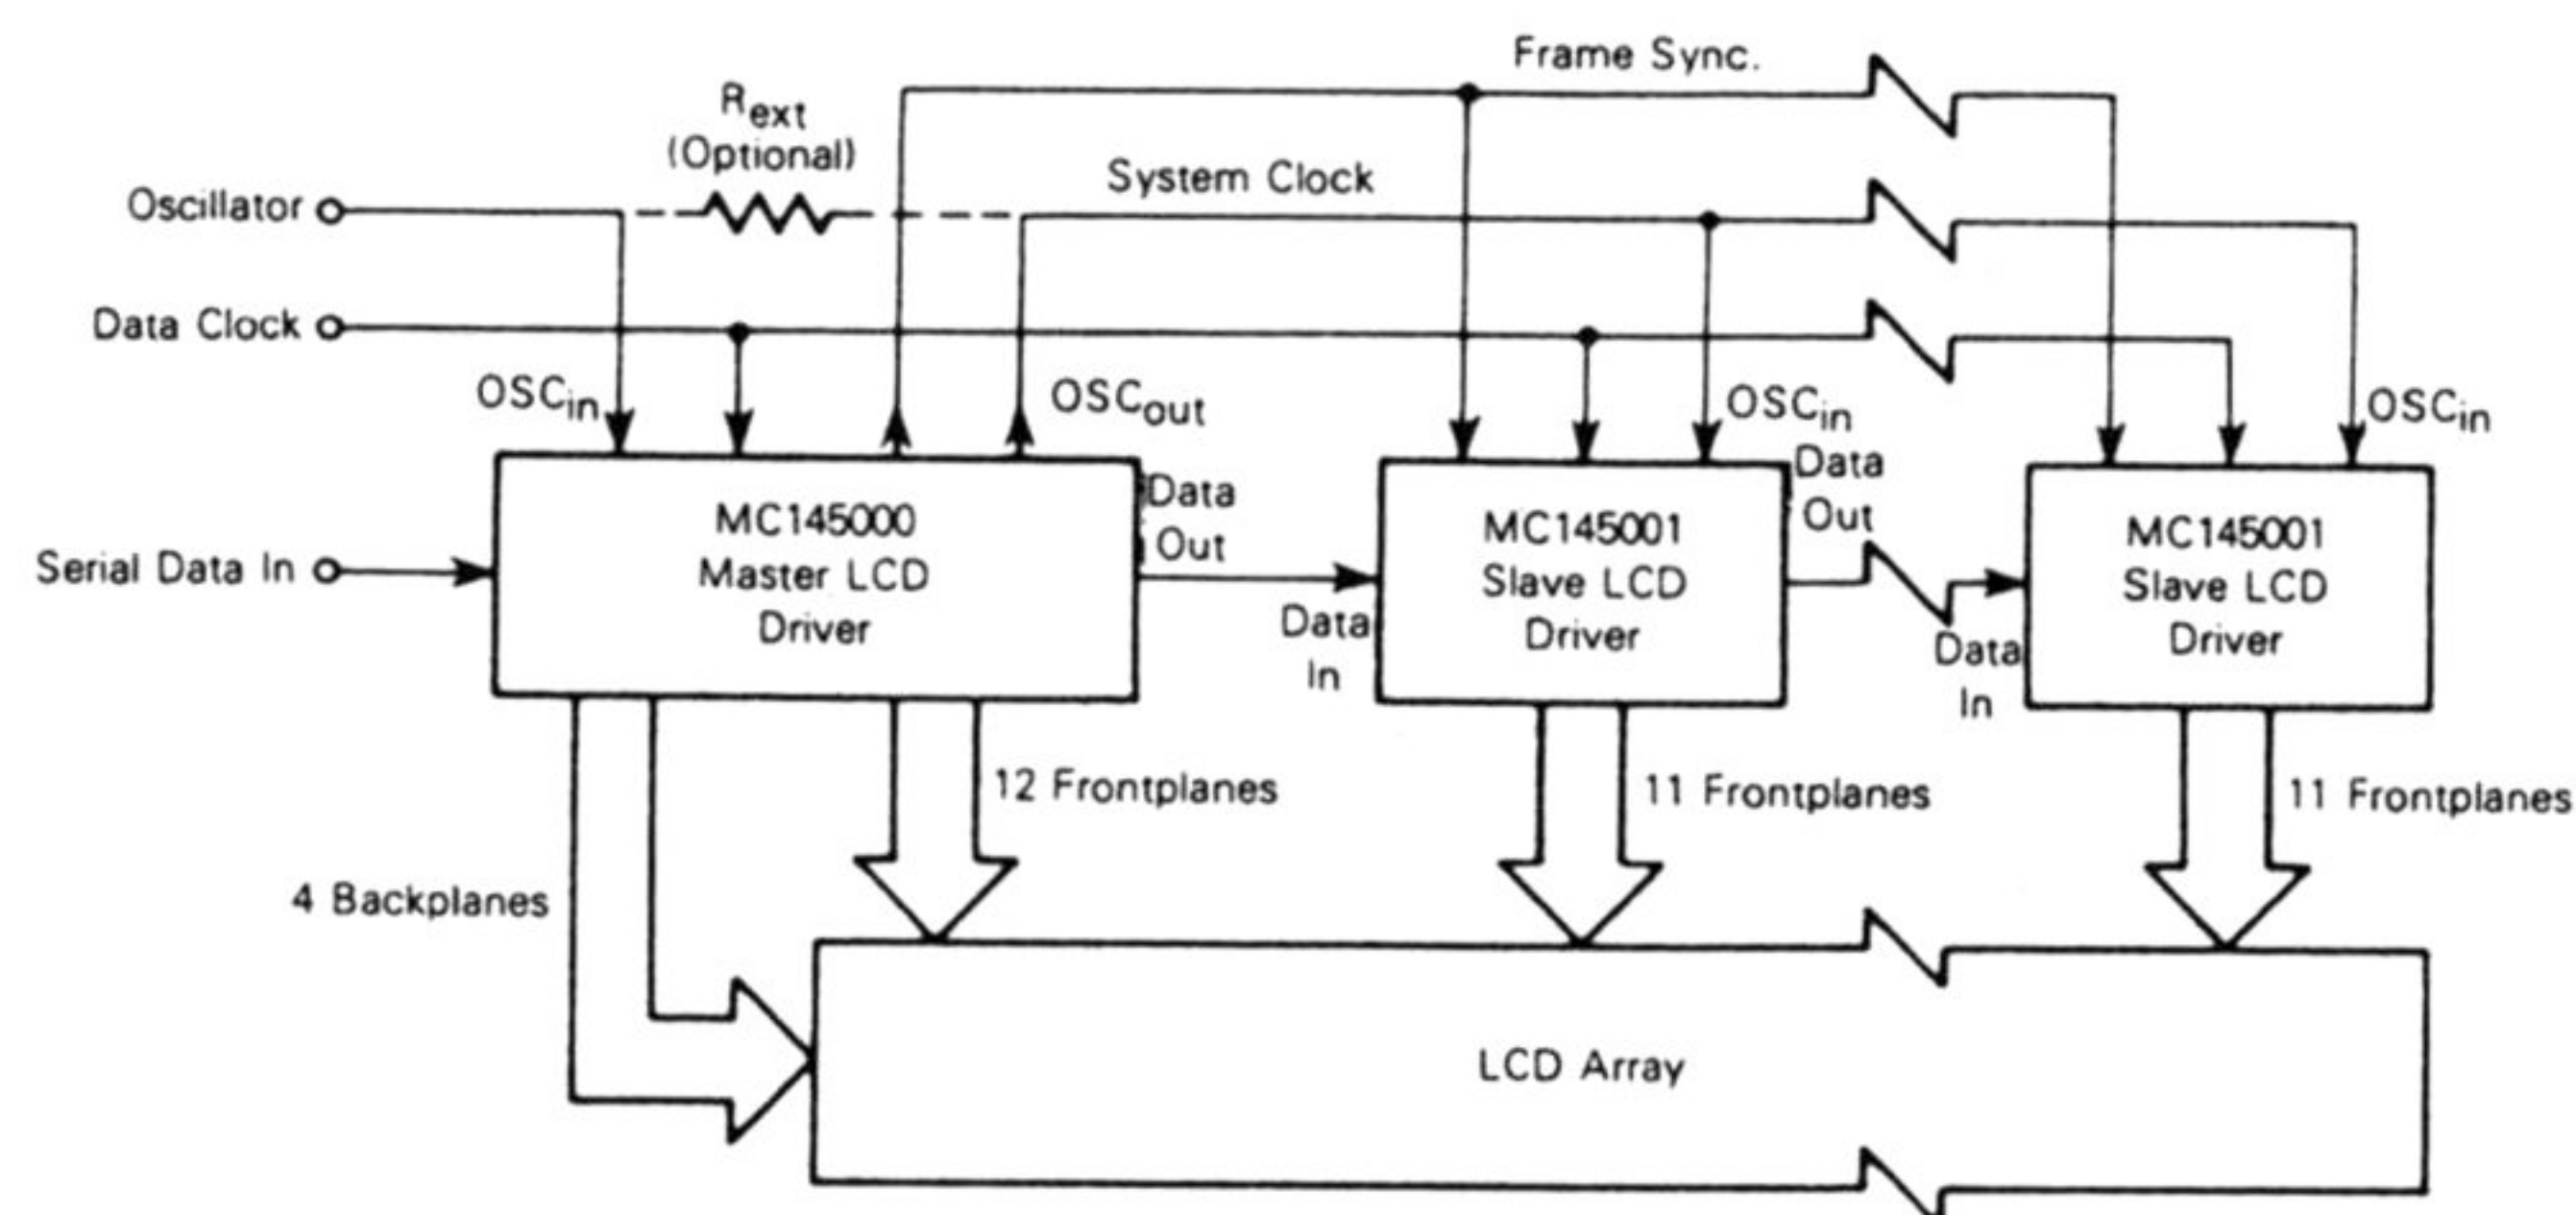 Frame Sync.
Rext
(Optional)
System Clock
Oscillator
Data Clock
OSCin
OSCout
OSCin
OSCin
Data
Out
Data
Out
MC145000
Master LCD
Driver
MC145001
Slave LCD
Driver
MC145001
Slave LCD
Driver
Serial Data In
Data
In
Data
In
12 Frontplanes
11 Frontplanes
11 Frontplanes
4 Backplanes
LCD Array